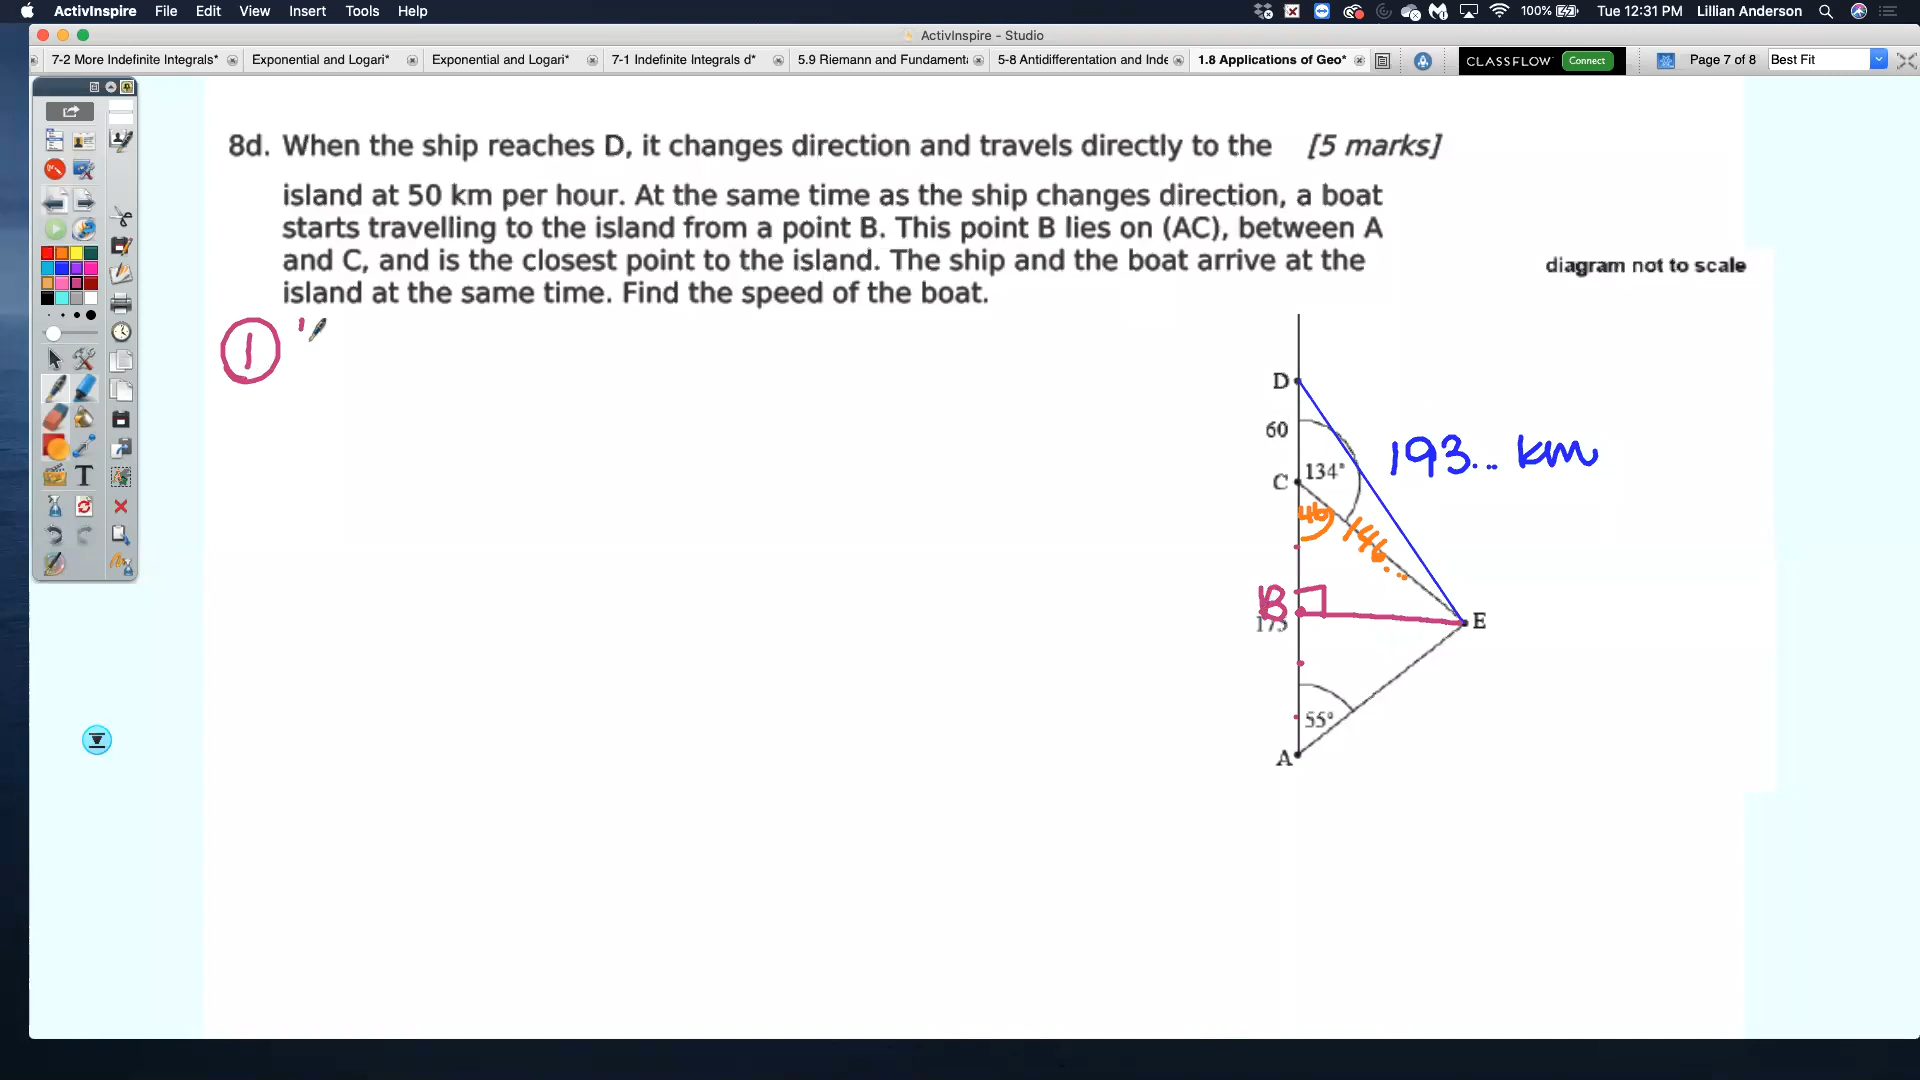 ActivInspire File Edit View Insert Tools Help 100% Tue 12:31 PM Lillian Anderson
ActivInspire - Studio
7-2 More Indefinite Integrals* Exponential and Logari* Exponential and Logari* 7-1 Indefinite Integrals d* 5.9 Riemann and Fundamenta 5-8 Antidifferentation and Inde 1.8 Applications of Geo* CLASSFLOW Connect Page 7 of 8 Best Fit
8d. When the ship reaches D, it changes direction and travels directly to the [5 marks]
island at 50 km per hour. At the same time as the ship changes direction, a boat
starts travelling to the island from a point B. This point B lies on (AC), between A
and C, and is the closest point to the island. The ship and the boat arrive at the
island at the same time. Find the speed of the boat.
diagram not to scale
1
D
60
193... km
C 134°
46
146...
B
175
E
55°
A
T